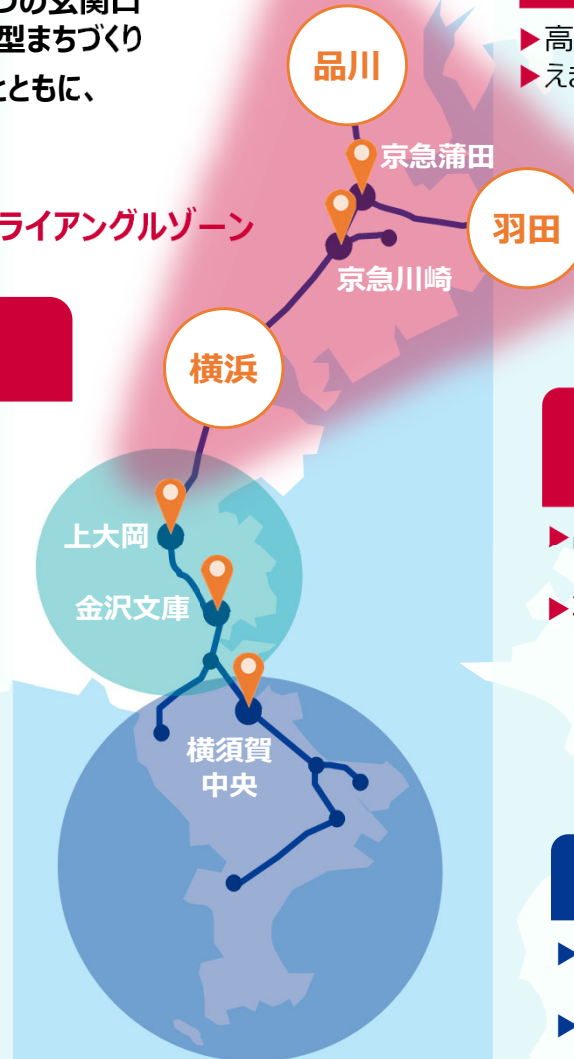 つの玄関口
型まちづくり
とともに、
ライアングルゾーン
▶高
▶え
品川
京急蒲田
羽田
京急川崎
横浜
上大岡
金沢文庫
横須賀
中央